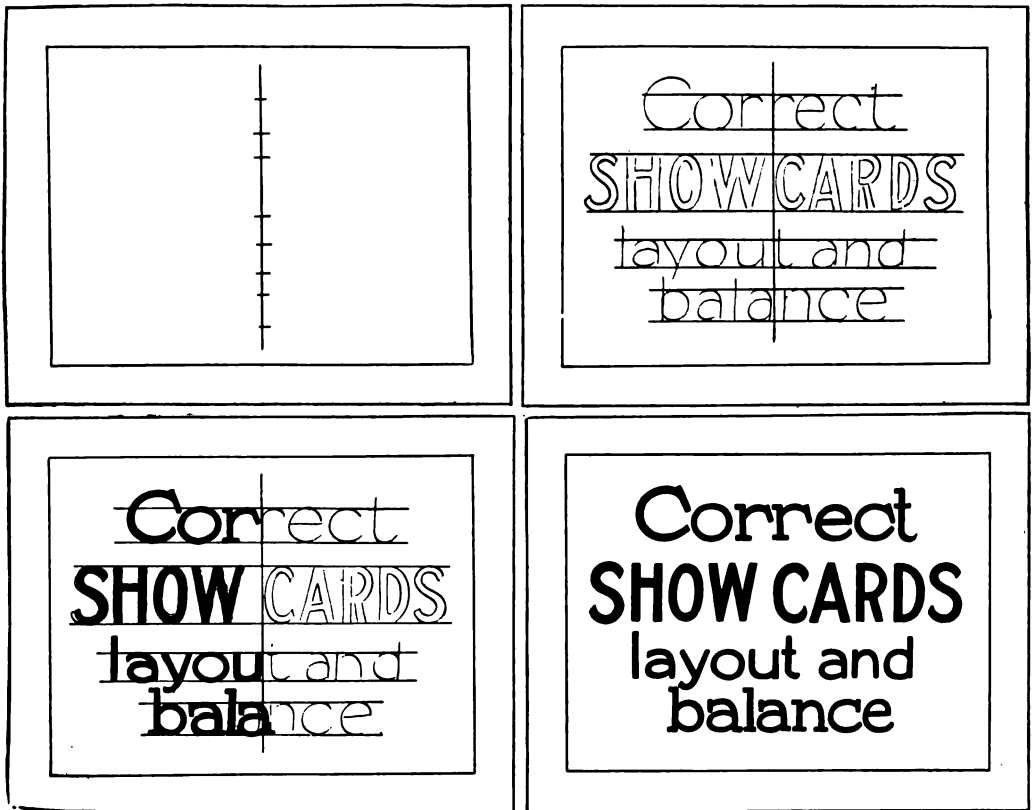 Correct
SHOW CARDS
layout and
balance
Correct
SHOW CARDS
layout and
balance
Correct
SHOW CARDS
layout and
balance